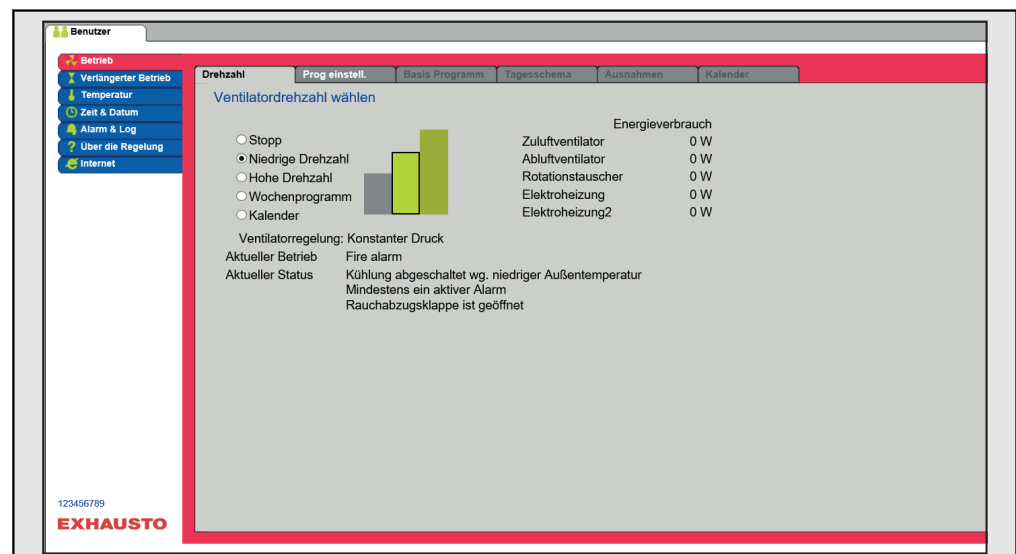 Benutzer
Betrieb
Verlängerter Betrieb
Temperatur
Zeit & Datum
Alarm & Log
Über die Regelung
Internet
Drehzahl Prog einstell. Basis Programm Tagesschema Ausnahmen Kalender
Ventilatordrehzahl wählen
Stopp
Niedrige Drehzahl
Hohe Drehzahl
Wochenprogramm
Kalender
Energieverbrauch
Zuluftventilator 0 W
Abluftventilator 0 W
Rotationstauscher 0 W
Elektroheizung 0 W
Elektroheizung2 0 W
Ventilatorregelung: Konstanter Druck
Aktueller Betrieb Fire alarm
Aktueller Status Kühlung abgeschaltet wg. niedriger Außentemperatur
Mindestens ein aktiver Alarm
Rauchabzugsklappe ist geöffnet
123456789
EXHAUSTO